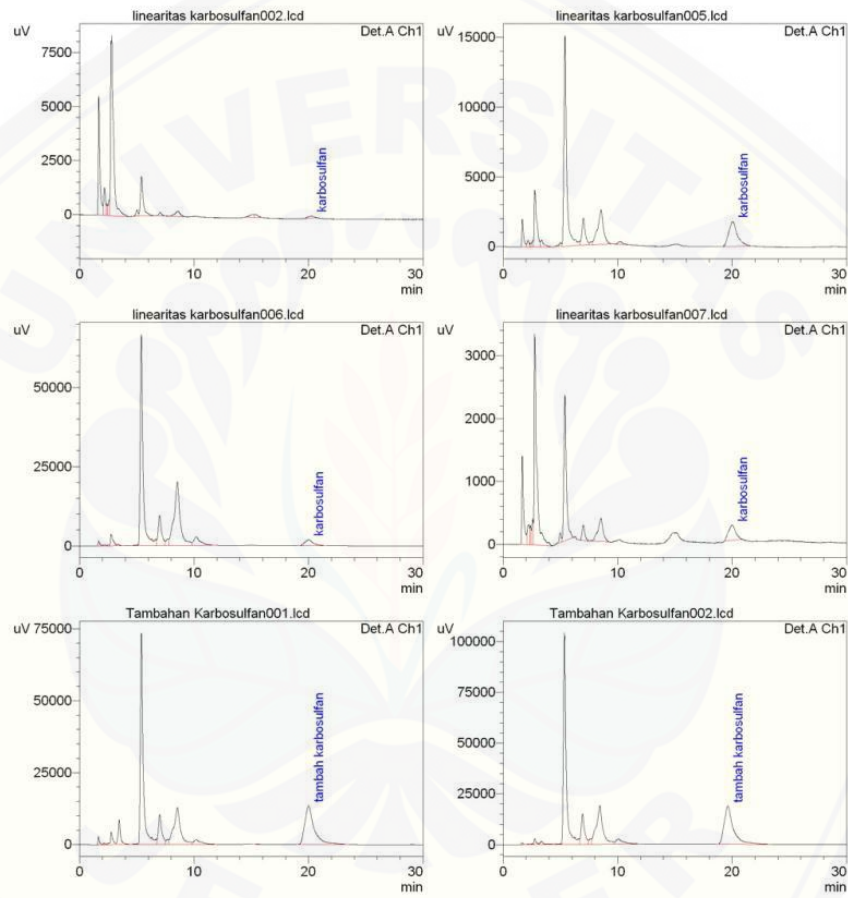 linearitas karbosulfan002.lcd
uV
Det.A Ch1
7500
5000
2500
0
karbosulfan
0 10 20 30
min
linearitas karbosulfan005.lcd
uV
Det.A Ch1
15000
10000
5000
0
karbosulfan
0 10 20 30
min
linearitas karbosulfan006.lcd
uV
Det.A Ch1
50000
25000
0
karbosulfan
0 10 20 30
min
linearitas karbosulfan007.lcd
uV
Det.A Ch1
3000
2000
1000
0
karbosulfan
0 10 20 30
min
Tambahan Karbosulfan001.lcd
uV
Det.A Ch1
75000
50000
25000
0
tambah karbosulfan
0 10 20 30
min
Tambahan Karbosulfan002.lcd
uV
Det.A Ch1
100000
75000
50000
25000
0
tambah karbosulfan
0 10 20 30
min
UNIVERSITAS